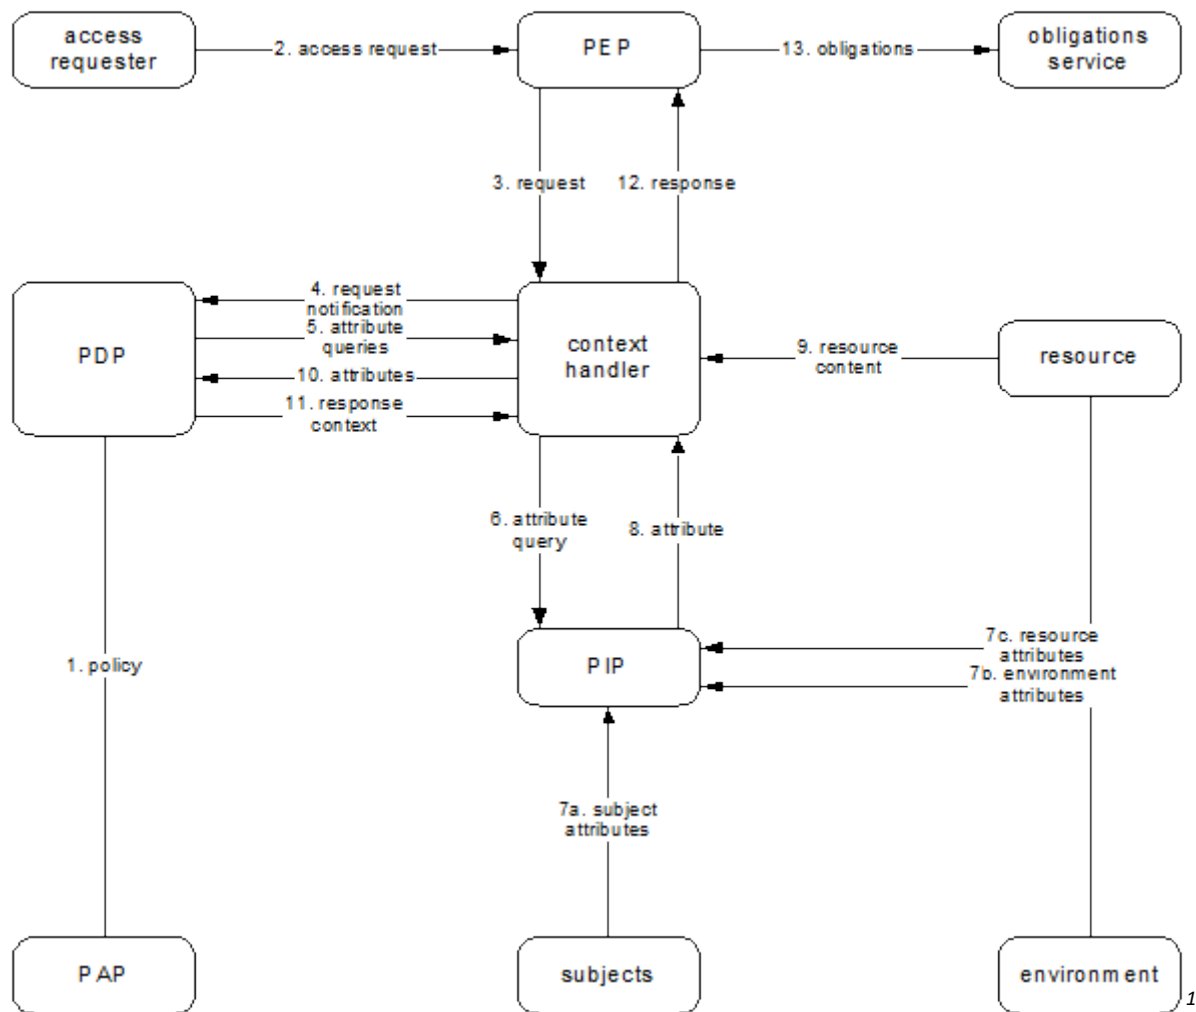 access
requester
2. access request
PEP
13. obligations
obligations
service
3. request
12. response
PDP
4. request
notification
5. attribute
queries
10. attributes
11. response
context
context
handler
9. resource
content
resource
6. attribute
query
8. attribute
1. policy
PIP
7c. resource
attributes
7b. environment
attributes
7a. subject
attributes
PAP
subjects
environment
1